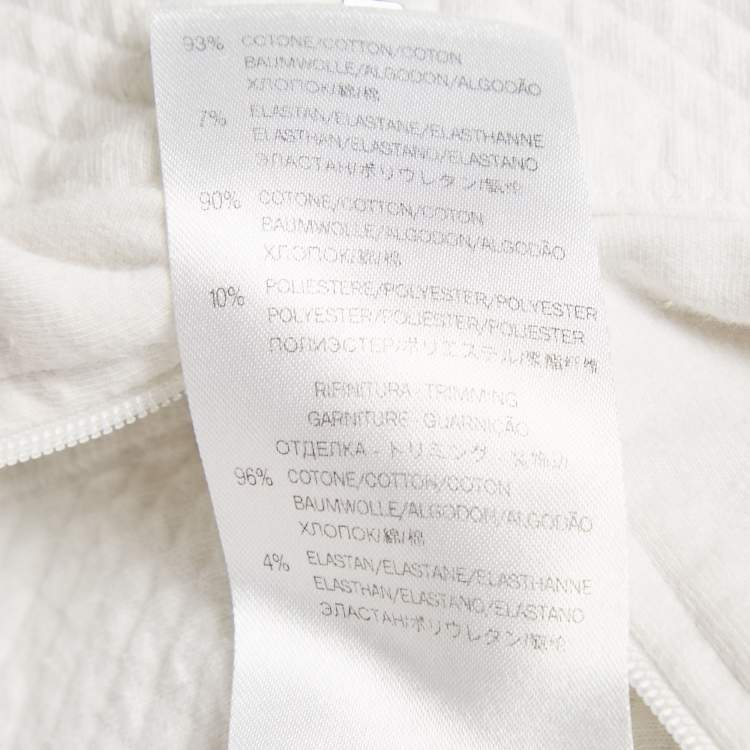 93% COTONE/COTTON/COTON
BAUMWOLLE/ALGODON/ALGODÃO
ХЛОПОК/綿/棉
7% ELASTAN/ELASTANE/ELASTHANNE
ELASTHAN/ELASTANO/ELASTANO
ЭЛАСТАН/ポリウレタン/氨纶
90% COTONE/COTTON/COTON
BAUMWOLLE/ALGODON/ALGODÃO
ХЛОПОК/綿/棉
10% POLIESTERE/POLYESTER/POLYESTER
POLYESTER/POLIESTER/POLIESTER
ПОЛИЭСТЕР/ポリエステル/聚酯纤维
RIFINITURA - TRIMMING
GARNITURE - GUARNIÇÃO
ОТДЕЛКА - トリミング -
96% COTONE/COTTON/COTON
BAUMWOLLE/ALGODON/ALGODÃO
ХЛОПОК/綿/棉
4% ELASTAN/ELASTANE/ELASTHANNE
ELASTHAN/ELASTANO/ELASTANO
ЭЛАСТАН/ポリウレタン/氨纶